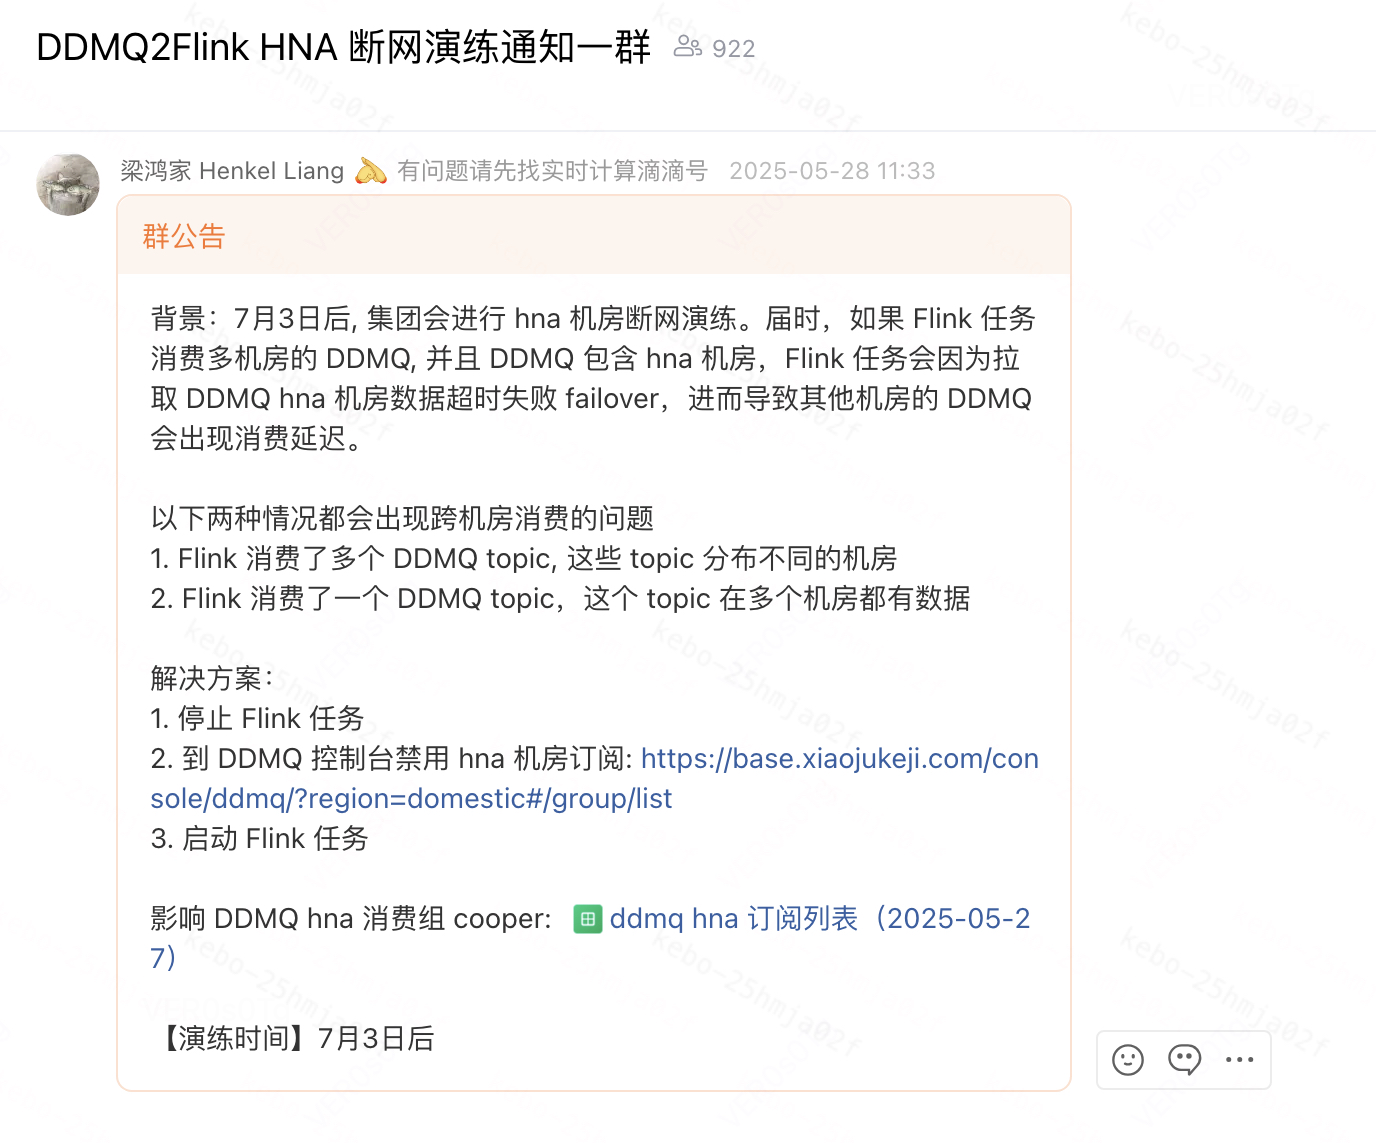 DDMQ2Flink HNA 断网演练通知一群 922
梁鸿家 Henkel Liang 有问题请先找实时计算滴滴号 2025-05-28 11:33
群公告
背景：7月3日后, 集团会进行 hna 机房断网演练。届时，如果 Flink 任务
消费多机房的 DDMQ, 并且 DDMQ 包含 hna 机房，Flink 任务会因为拉
取 DDMQ hna 机房数据超时失败 failover，进而导致其他机房的 DDMQ
会出现消费延迟。
以下两种情况都会出现跨机房消费的问题
1. Flink 消费了多个 DDMQ topic, 这些 topic 分布不同的机房
2. Flink 消费了一个 DDMQ topic，这个 topic 在多个机房都有数据
解决方案：
1. 停止 Flink 任务
2. 到 DDMQ 控制台禁用 hna 机房订阅: https://base.xiaojukeji.com/con
sole/ddmq/?region=domestic#/group/list
3. 启动 Flink 任务
影响 DDMQ hna 消费组 cooper: ddmq hna 订阅列表（2025-05-2
7）
【演练时间】7月3日后
kebo-25hmja02f